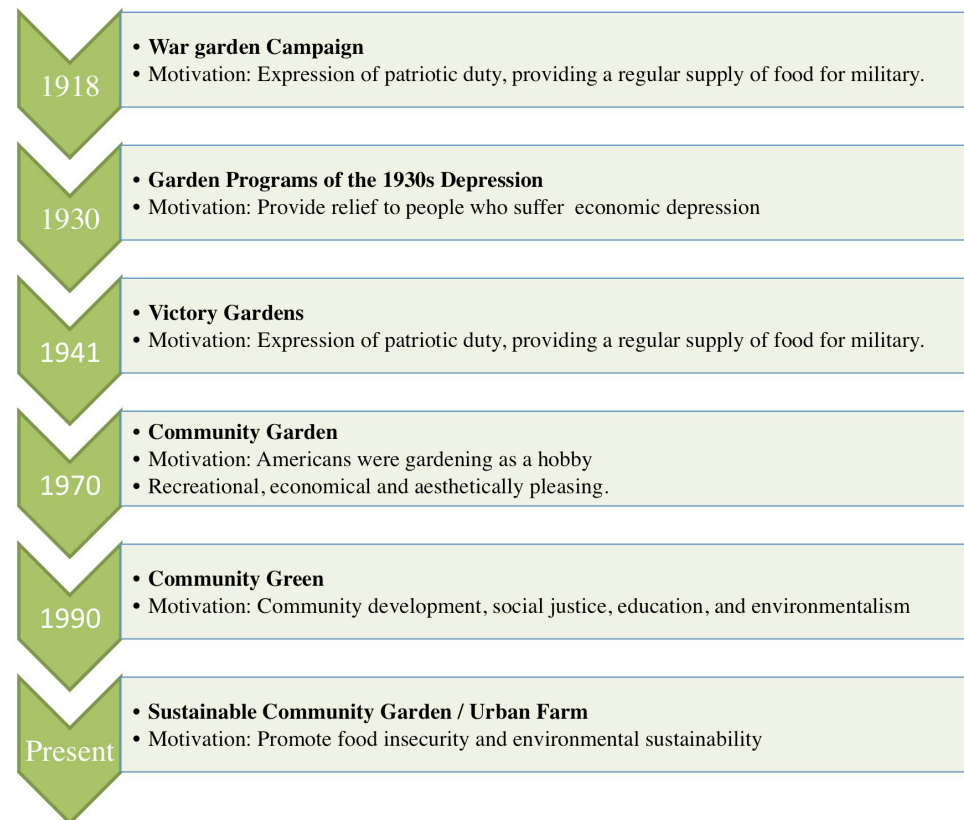 1918
• War garden Campaign
• Motivation: Expression of patriotic duty, providing a regular supply of food for military.
1930
• Garden Programs of the 1930s Depression
• Motivation: Provide relief to people who suffer  economic depression
1941
• Victory Gardens
• Motivation: Expression of patriotic duty, providing a regular supply of food for military.
1970
• Community Garden
• Motivation: Americans were gardening as a hobby
• Recreational, economical and aesthetically pleasing.
1990
• Community Green
• Motivation: Community development, social justice, education, and environmentalism
Present
• Sustainable Community Garden / Urban Farm
• Motivation: Promote food insecurity and environmental sustainability